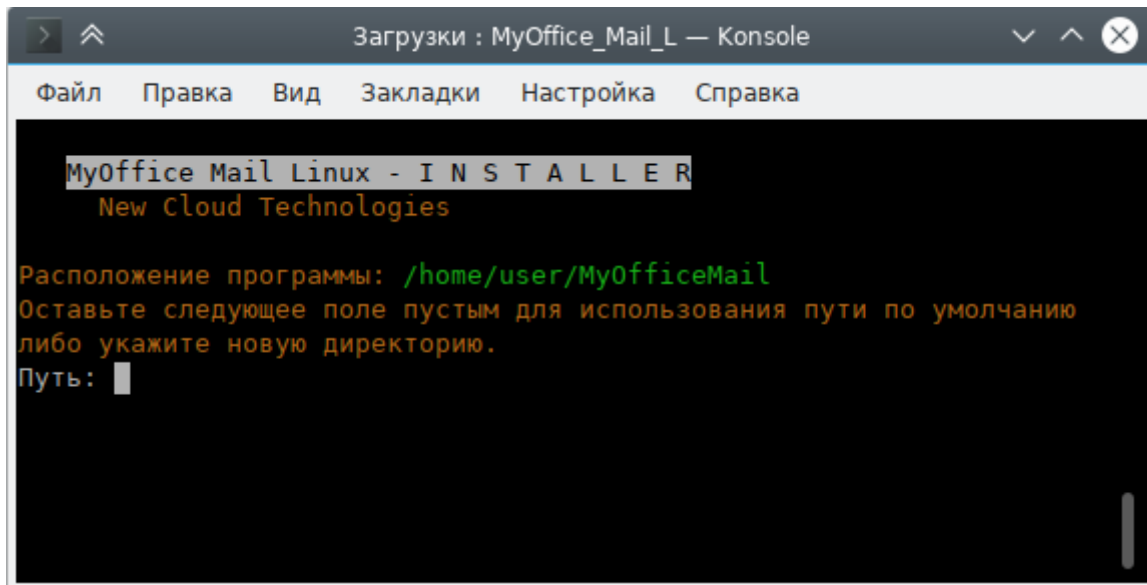 Загрузки : MyOffice_Mail_L — Konsole
Файл Правка Вид Закладки Настройка Справка
MyOffice Mail Linux - I N S T A L L E R
New Cloud Technologies
Расположение программы: /home/user/MyOfficeMail
Оставьте следующее поле пустым для использования пути по умолчанию
либо укажите новую директорию.
Путь: